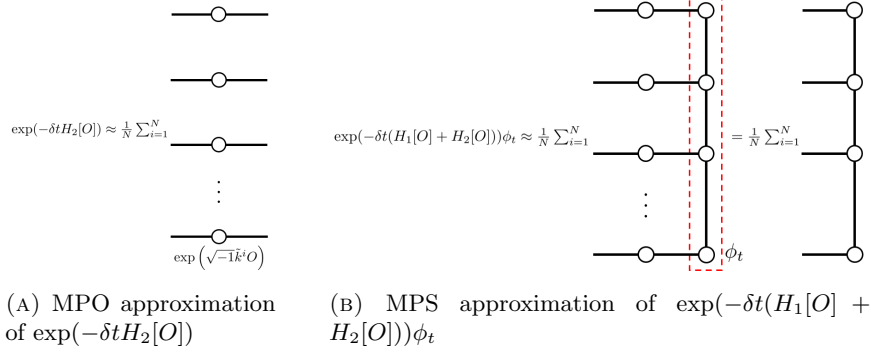 exp(−δtH₂[O]) ≈ 1/N ∑ᵢ₌₁ᴺ
exp(√−1k̃ⁱO)
(A) MPO approximation
of exp(−δtH₂[O])
exp(−δt(H₁[O] + H₂[O]))ϕₜ ≈ 1/N ∑ᵢ₌₁ᴺ
= 1/N ∑ᵢ₌₁ᴺ
ϕₜ
(B) MPS approximation of exp(−δt(H₁[O] +
H₂[O]))ϕₜ